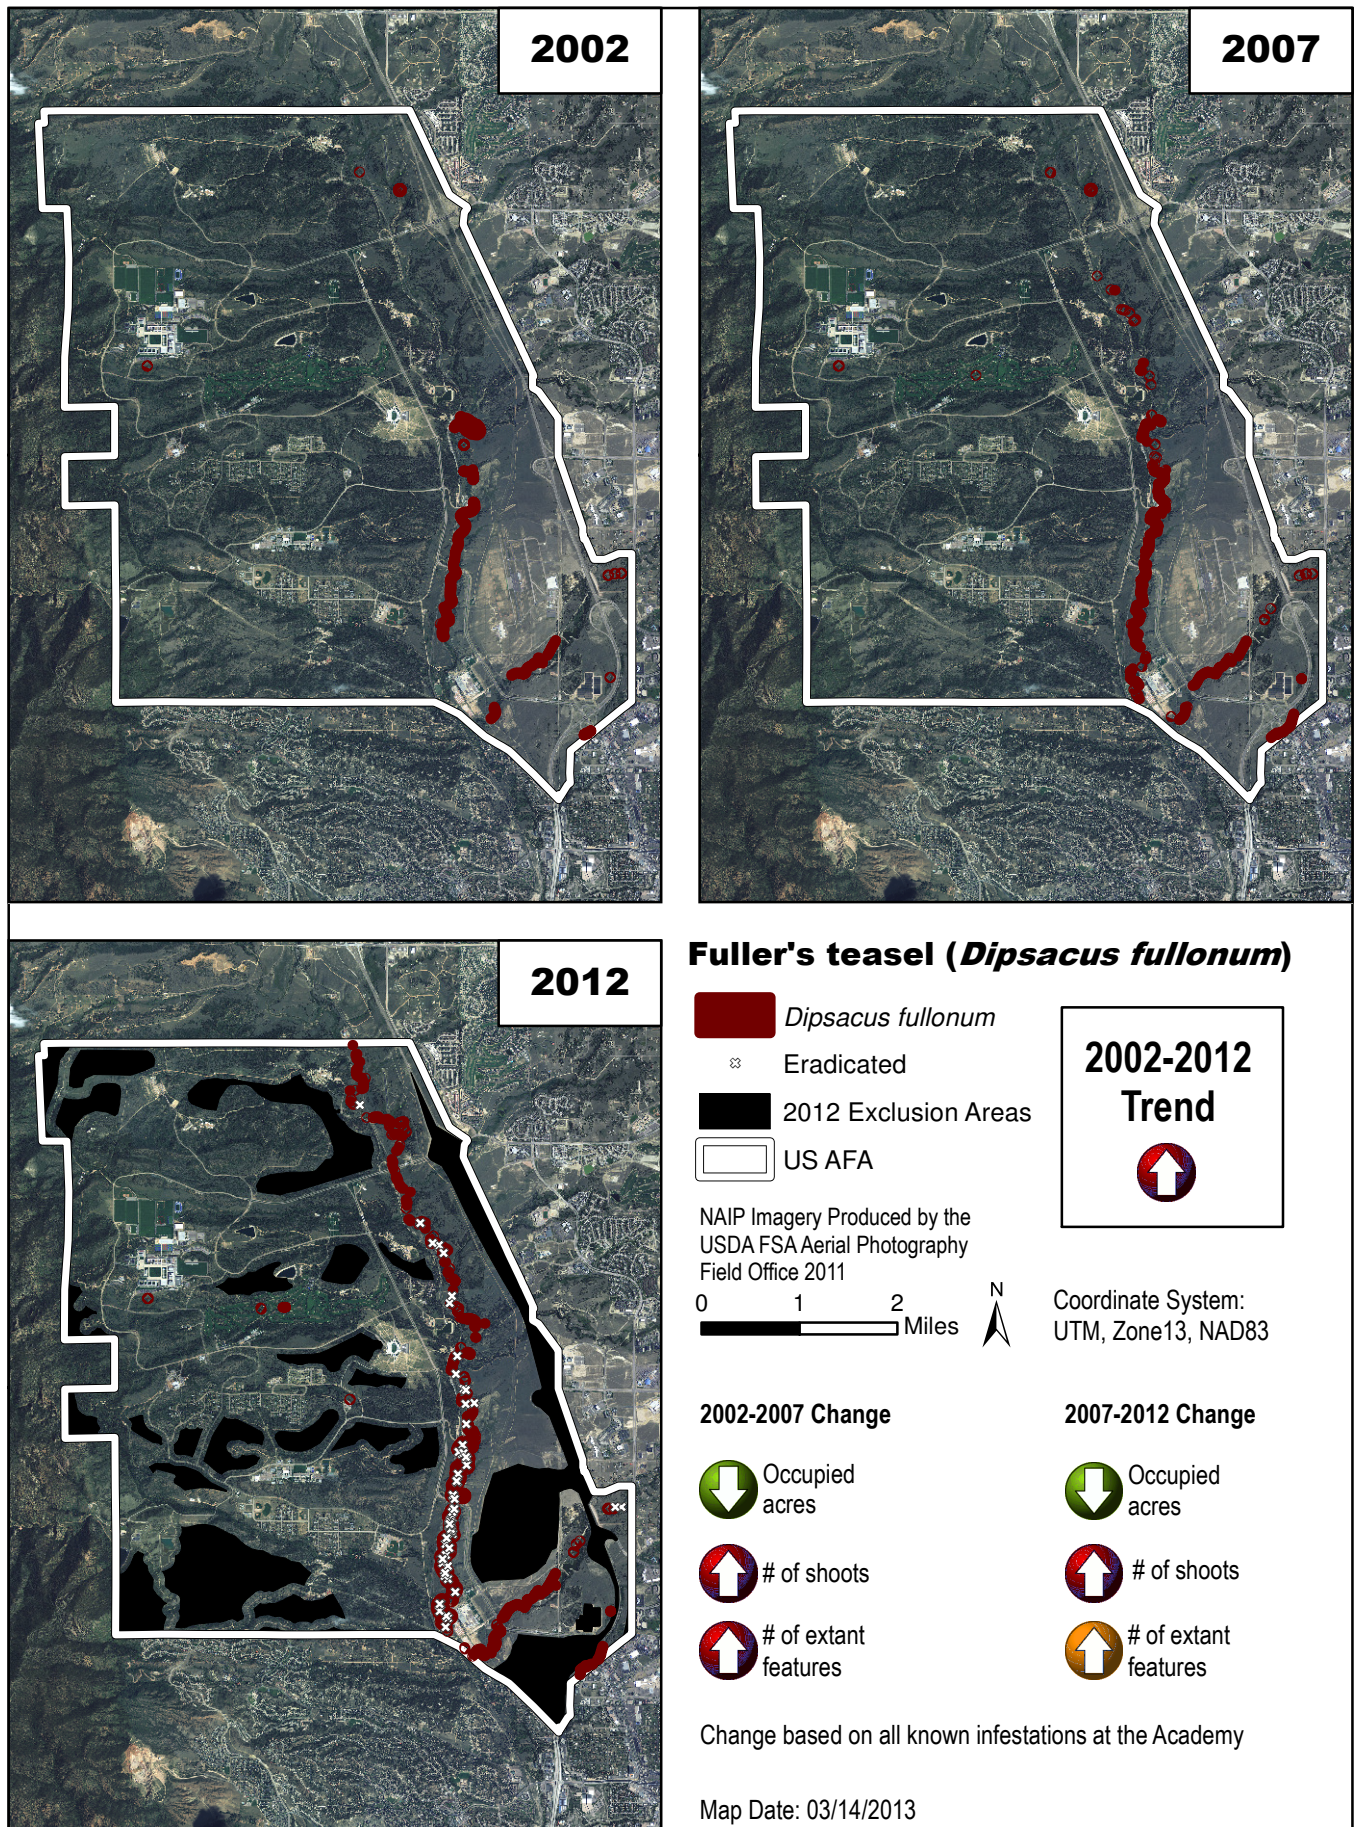 2002
2007
2012
Fuller's teasel (Dipsacus fullonum)
Dipsacus fullonum
Eradicated
2012 Exclusion Areas
US AFA
2002-2012
Trend
NAIP Imagery Produced by the
USDA FSA Aerial Photography
Field Office 2011
0 1 2
Miles
N
Coordinate System:
UTM, Zone13, NAD83
2002-2007 Change
Occupied
acres
# of shoots
# of extant
features
2007-2012 Change
Occupied
acres
# of shoots
# of extant
features
Change based on all known infestations at the Academy
Map Date: 03/14/2013